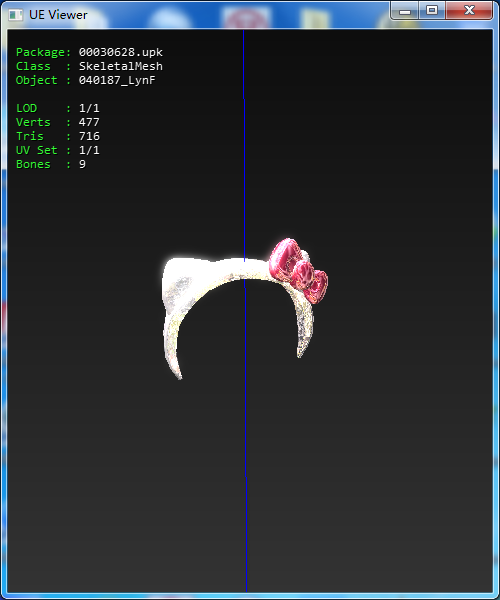 UE Viewer
Package: 00030628.upk
Class : SkeletalMesh
Object : 040187_LynF
LOD : 1/1
Verts : 477
Tris : 716
UV Set : 1/1
Bones : 9